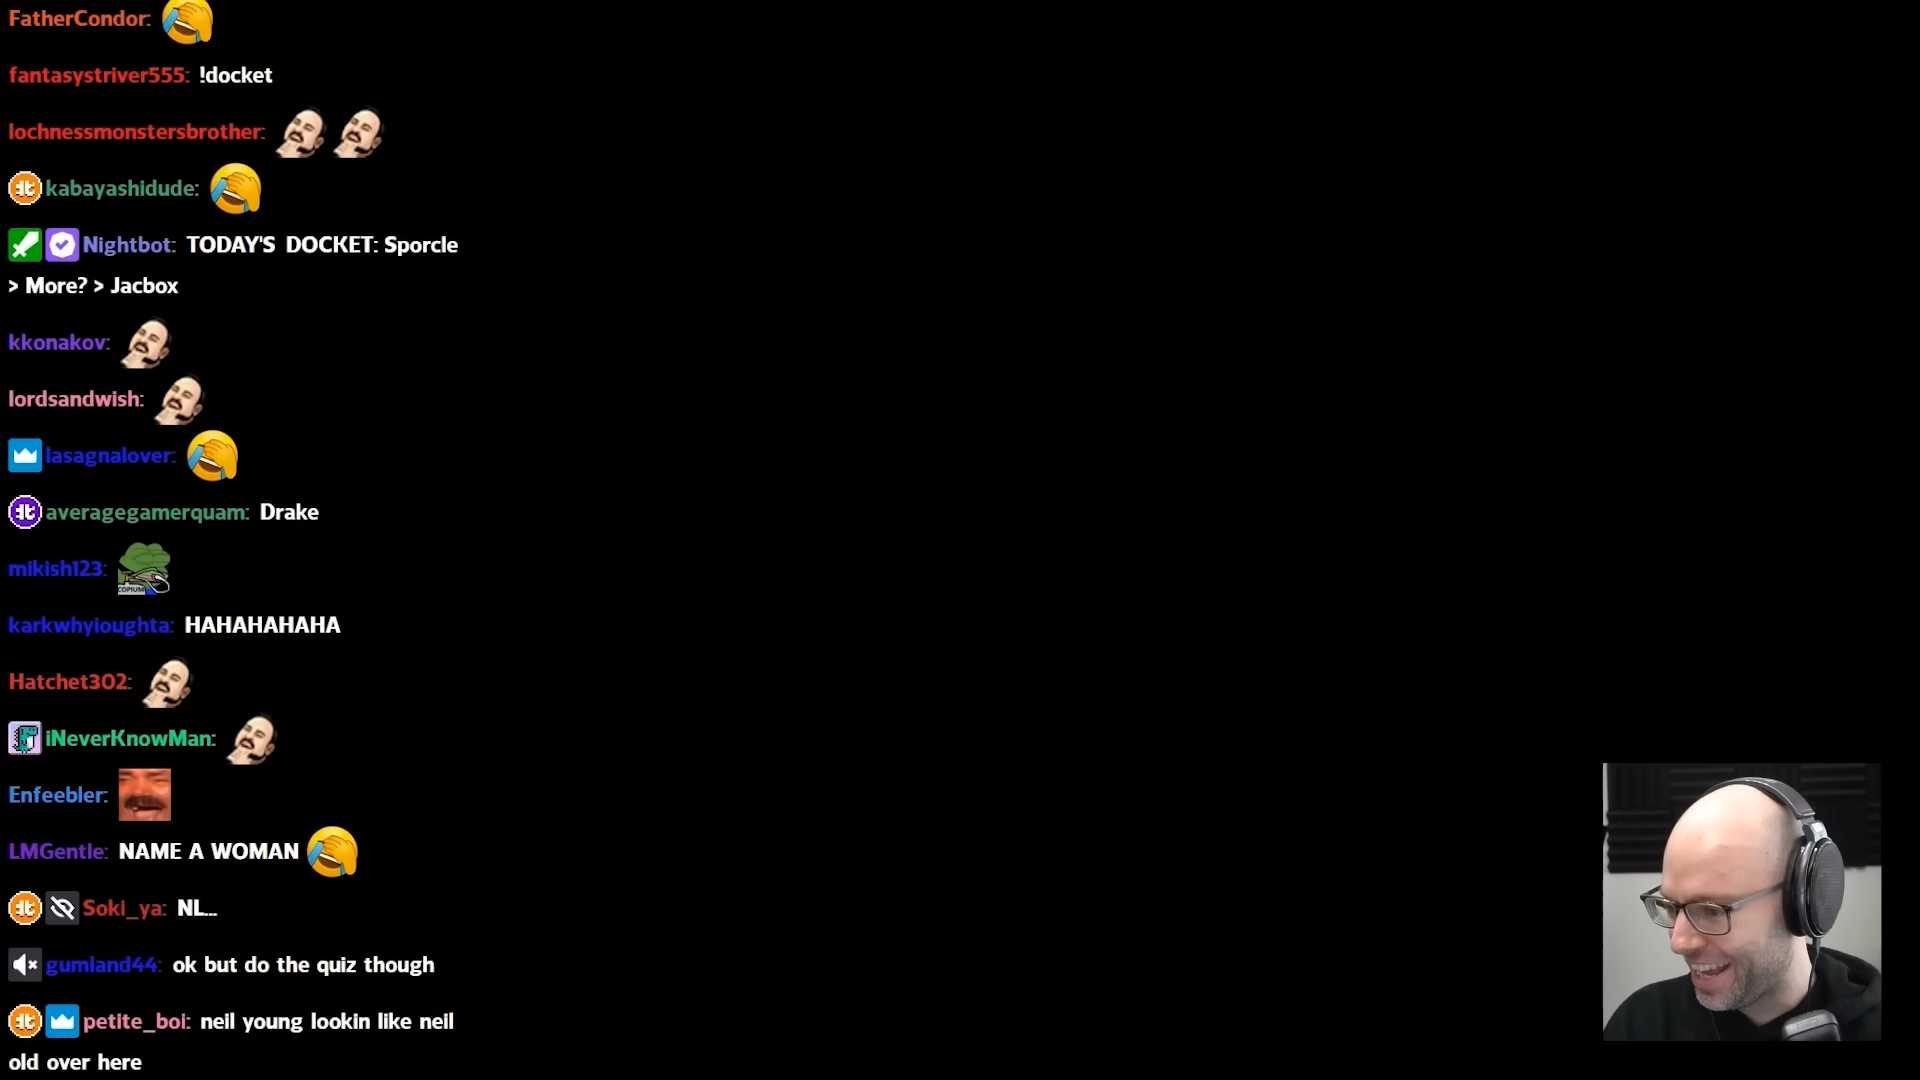 FatherCondor:
fantasystriver555: !docket
lochnessmonstersbrother:
kabayashidude:
Nightbot: TODAY'S DOCKET: Sporcle
> More? > Jacbox
kkonakov:
lordsandwish:
lasagnalover:
averagegamerquam: Drake
mikish123:
COPIUM
karkwhyioughta: HAHAHAHAHA
Hatchet302:
iNeverKnowMan:
Enfeebler:
LMGentle: NAME A WOMAN
Soki_ya: NL...
gumland44: ok but do the quiz though
petite_boi: neil young lookin like neil
old over here